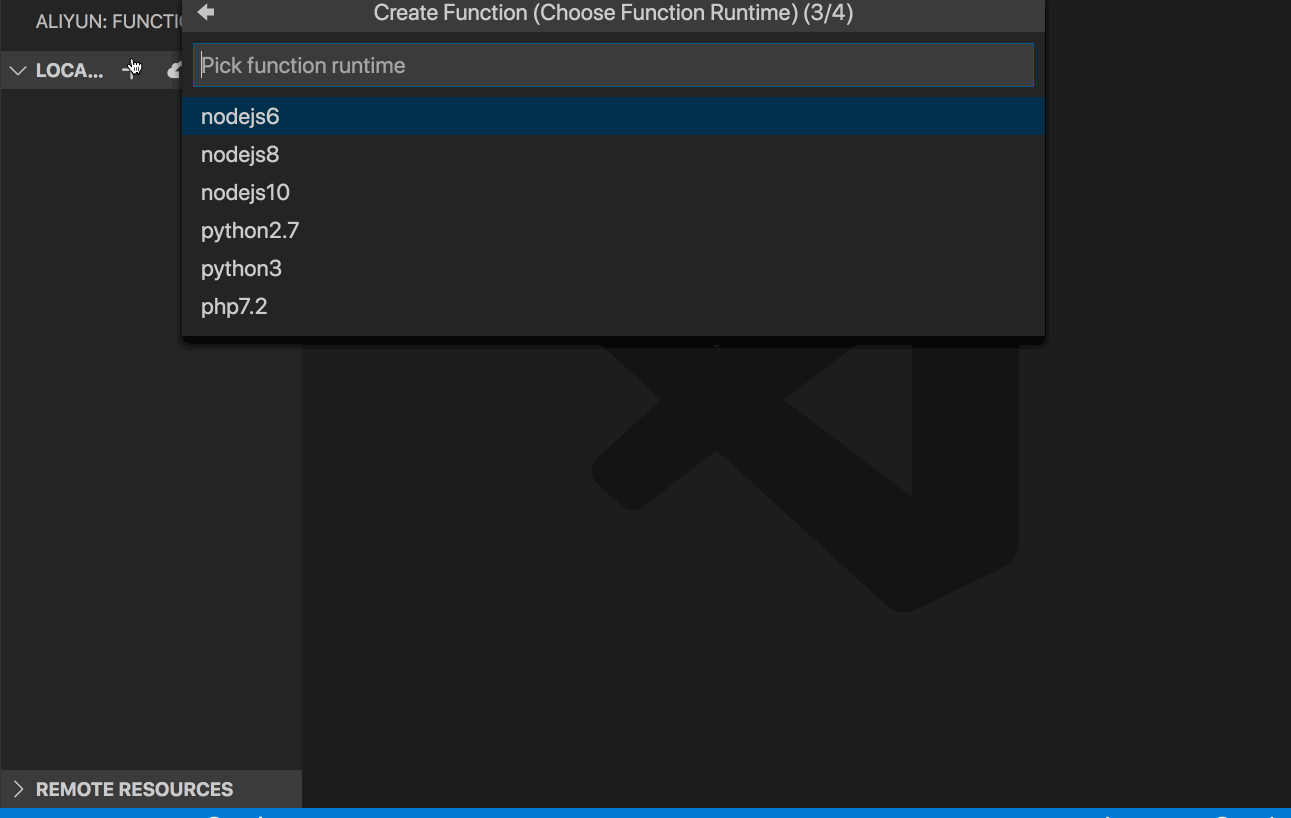 ALIYUN: FUNCTIO
Create Function (Choose Function Runtime) (3/4)
LOCA...
Pick function runtime
nodejs6
nodejs8
nodejs10
python2.7
python3
php7.2
REMOTE RESOURCES